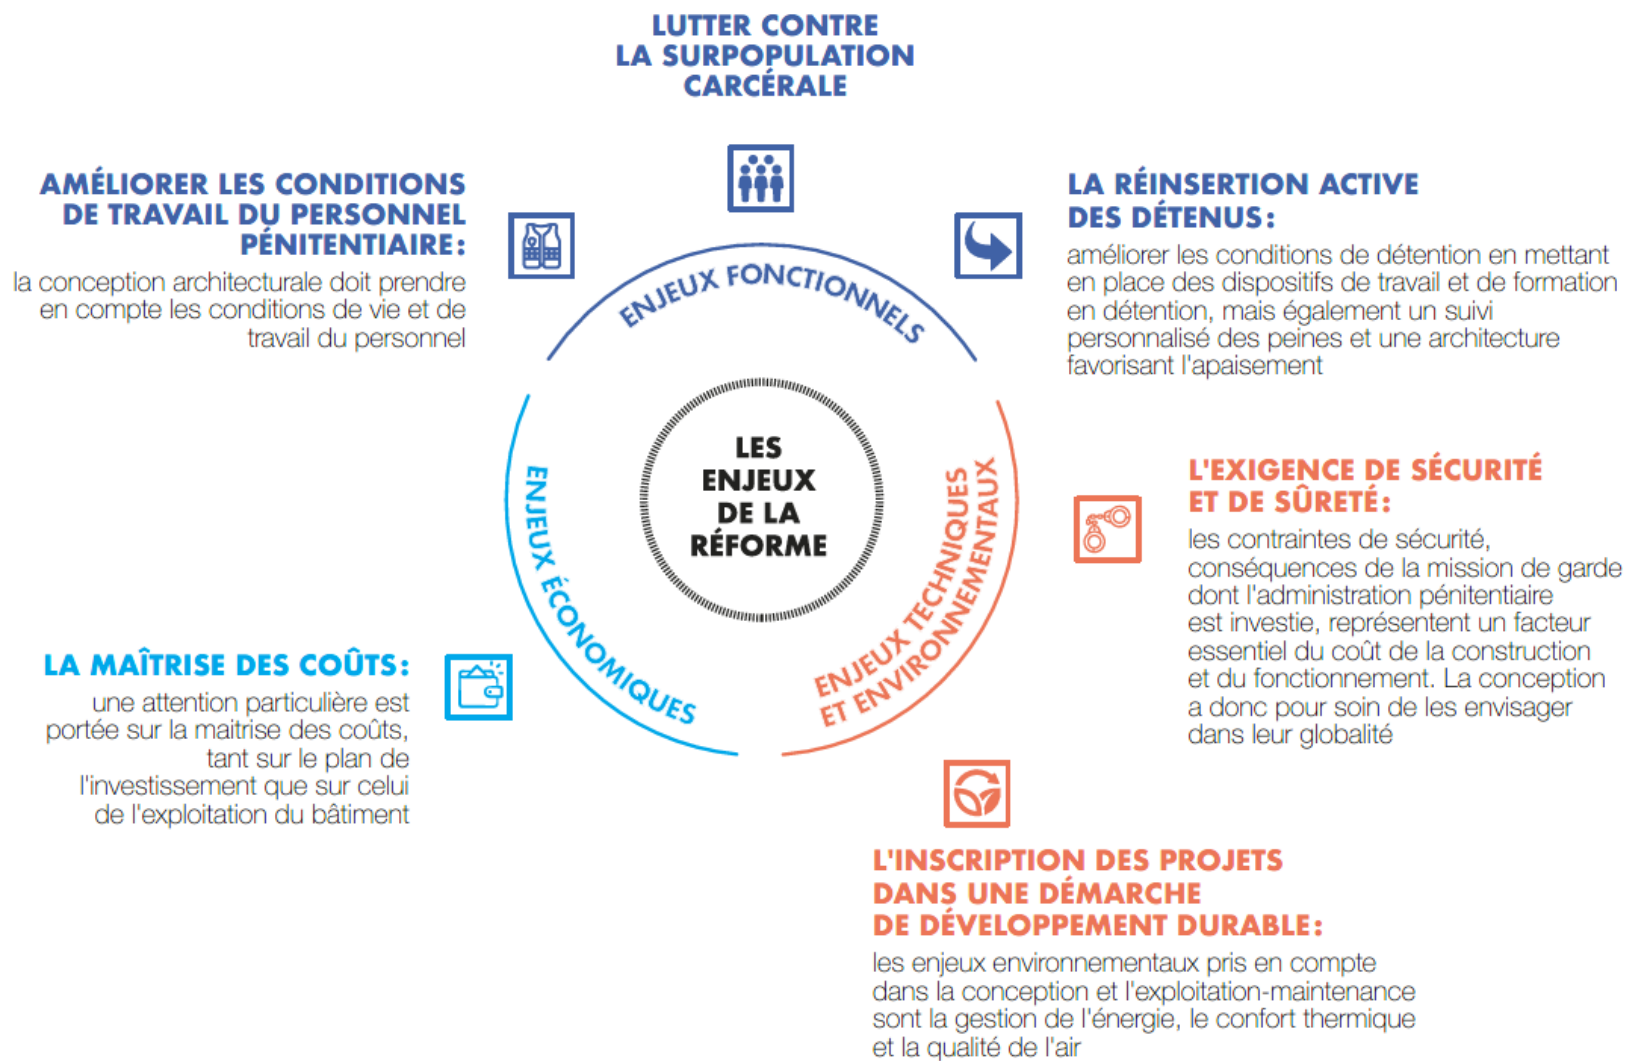 LUTTER CONTRE
LA SURPOPULATION
CARCÉRALE
AMÉLIORER LES CONDITIONS
DE TRAVAIL DU PERSONNEL
PÉNITENTIAIRE :
la conception architecturale doit prendre
en compte les conditions de vie et de
travail du personnel
LA RÉINSERTION ACTIVE
DES DÉTENUS :
améliorer les conditions de détention en mettant
en place des dispositifs de travail et de formation
en détention, mais également un suivi
personnalisé des peines et une architecture
favorisant l'apaisement
ENJEUX FONCTIONNELS
LES
ENJEUX
DE LA
RÉFORME
ENJEUX ÉCONOMIQUES
ENJEUX TECHNIQUES
ET ENVIRONNEMENTAUX
L'EXIGENCE DE SÉCURITÉ
ET DE SÛRETÉ :
les contraintes de sécurité,
conséquences de la mission de garde
dont l'administration pénitentiaire
est investie, représentent un facteur
essentiel du coût de la construction
et du fonctionnement. La conception
a donc pour soin de les envisager
dans leur globalité
LA MAÎTRISE DES COÛTS :
une attention particulière est
portée sur la maitrise des coûts,
tant sur le plan de
l'investissement que sur celui
de l'exploitation du bâtiment
L'INSCRIPTION DES PROJETS
DANS UNE DÉMARCHE
DE DÉVELOPPEMENT DURABLE :
les enjeux environnementaux pris en compte
dans la conception et l'exploitation-maintenance
sont la gestion de l'énergie, le confort thermique
et la qualité de l'air